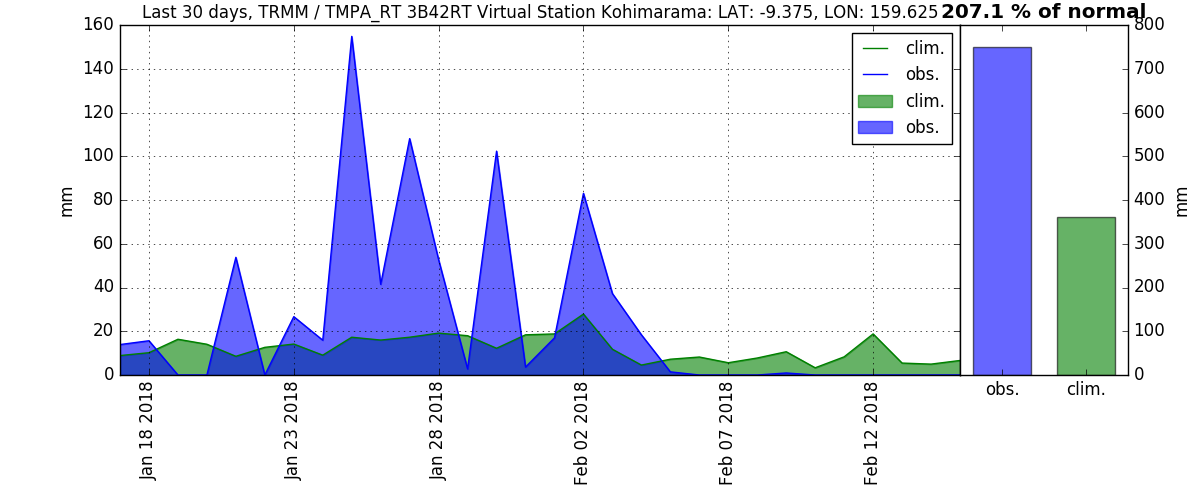 Last 30 days, TRMM / TMPA_RT 3B42RT Virtual Station Kohimarama: LAT: -9.375, LON: 159.625
207.1 % of normal
160
140
120
100
80
60
40
20
0
mm
clim.
obs.
clim.
obs.
Jan 18 2018
Jan 23 2018
Jan 28 2018
Feb 02 2018
Feb 07 2018
Feb 12 2018
800
700
600
500
400
300
200
100
0
mm
obs.
clim.